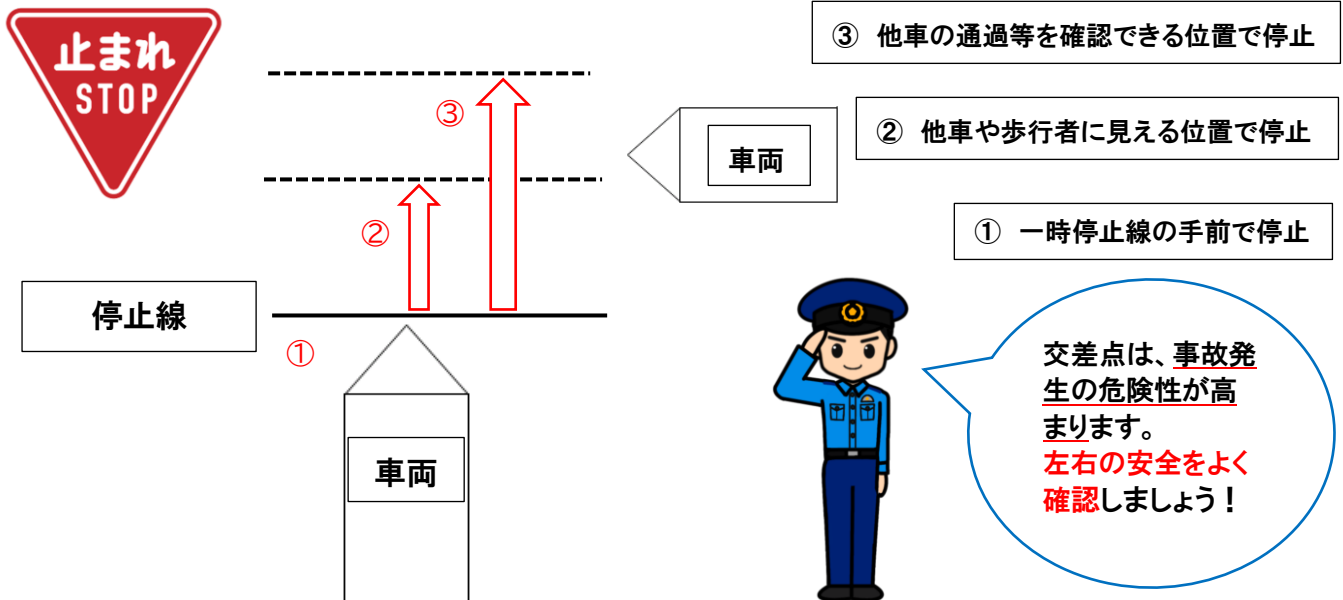 止まれ
STOP
③ 他車の通過等を確認できる位置で停止
③
② 他車や歩行者に見える位置で停止
車両
②
① 一時停止線の手前で停止
停止線
①
車両
交差点は、事故発
生の危険性が高
まります。
左右の安全をよく
確認しましょう！